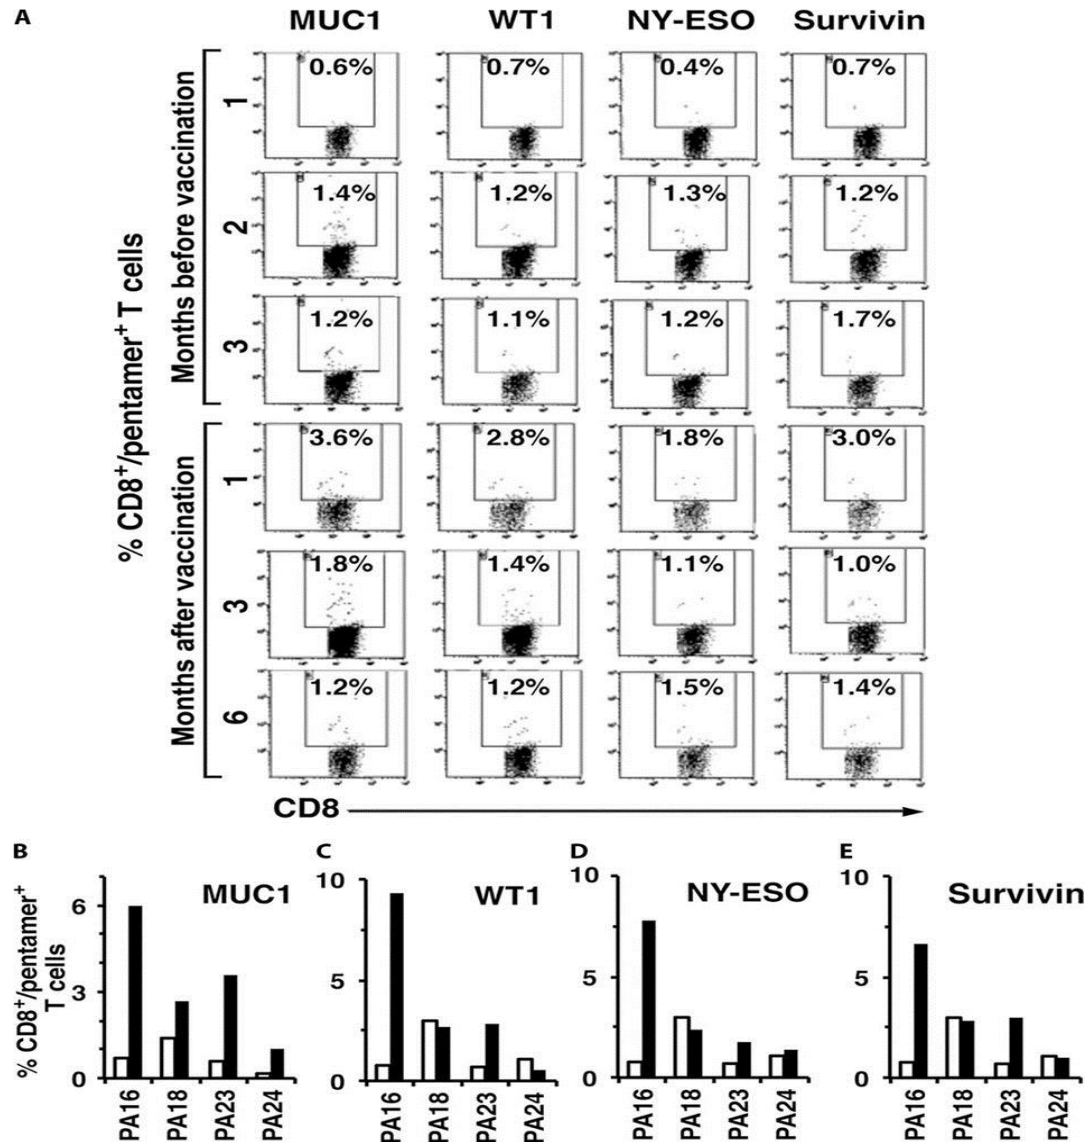 A
MUC1 WT1 NY-ESO Survivin
% CD8+/pentamer+ T cells
Months before vaccination
1
0.6% 0.7% 0.4% 0.7%
2
1.4% 1.2% 1.3% 1.2%
3
1.2% 1.1% 1.2% 1.7%
Months after vaccination
1
3.6% 2.8% 1.8% 3.0%
3
1.8% 1.4% 1.1% 1.0%
6
1.2% 1.2% 1.5% 1.4%
CD8
B
MUC1
% CD8+/pentamer+
T cells
6
3
0
PA16 PA18 PA23 PA24
C
WT1
10
5
0
PA16 PA18 PA23 PA24
D
NY-ESO
10
5
0
PA16 PA18 PA23 PA24
E
Survivin
10
5
0
PA16 PA18 PA23 PA24